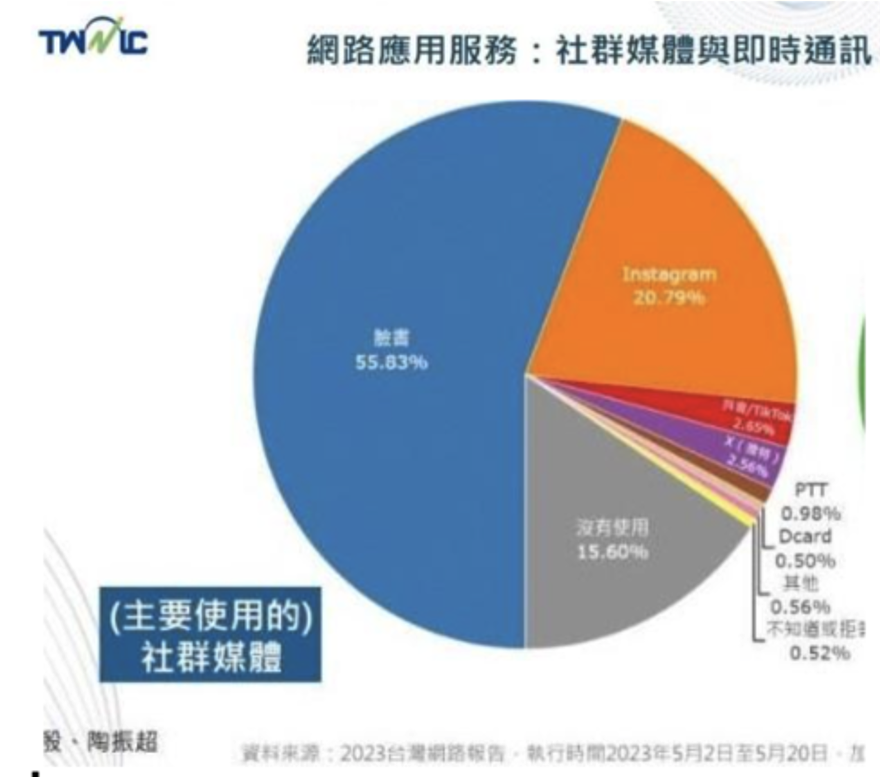 TWNIC
網路應用服務：社群媒體與即時通訊
Instagram
20.79%
臉書
55.83%
抖音/TikTok
2.65%
X（推特）
2.56%
PTT
0.98%
Dcard
0.50%
其他
0.56%
不知道或拒
0.52%
沒有使用
15.60%
(主要使用的)
社群媒體
、陶振超
資料來源：2023台灣網路報告，執行時間2023年5月2日至5月20日，加